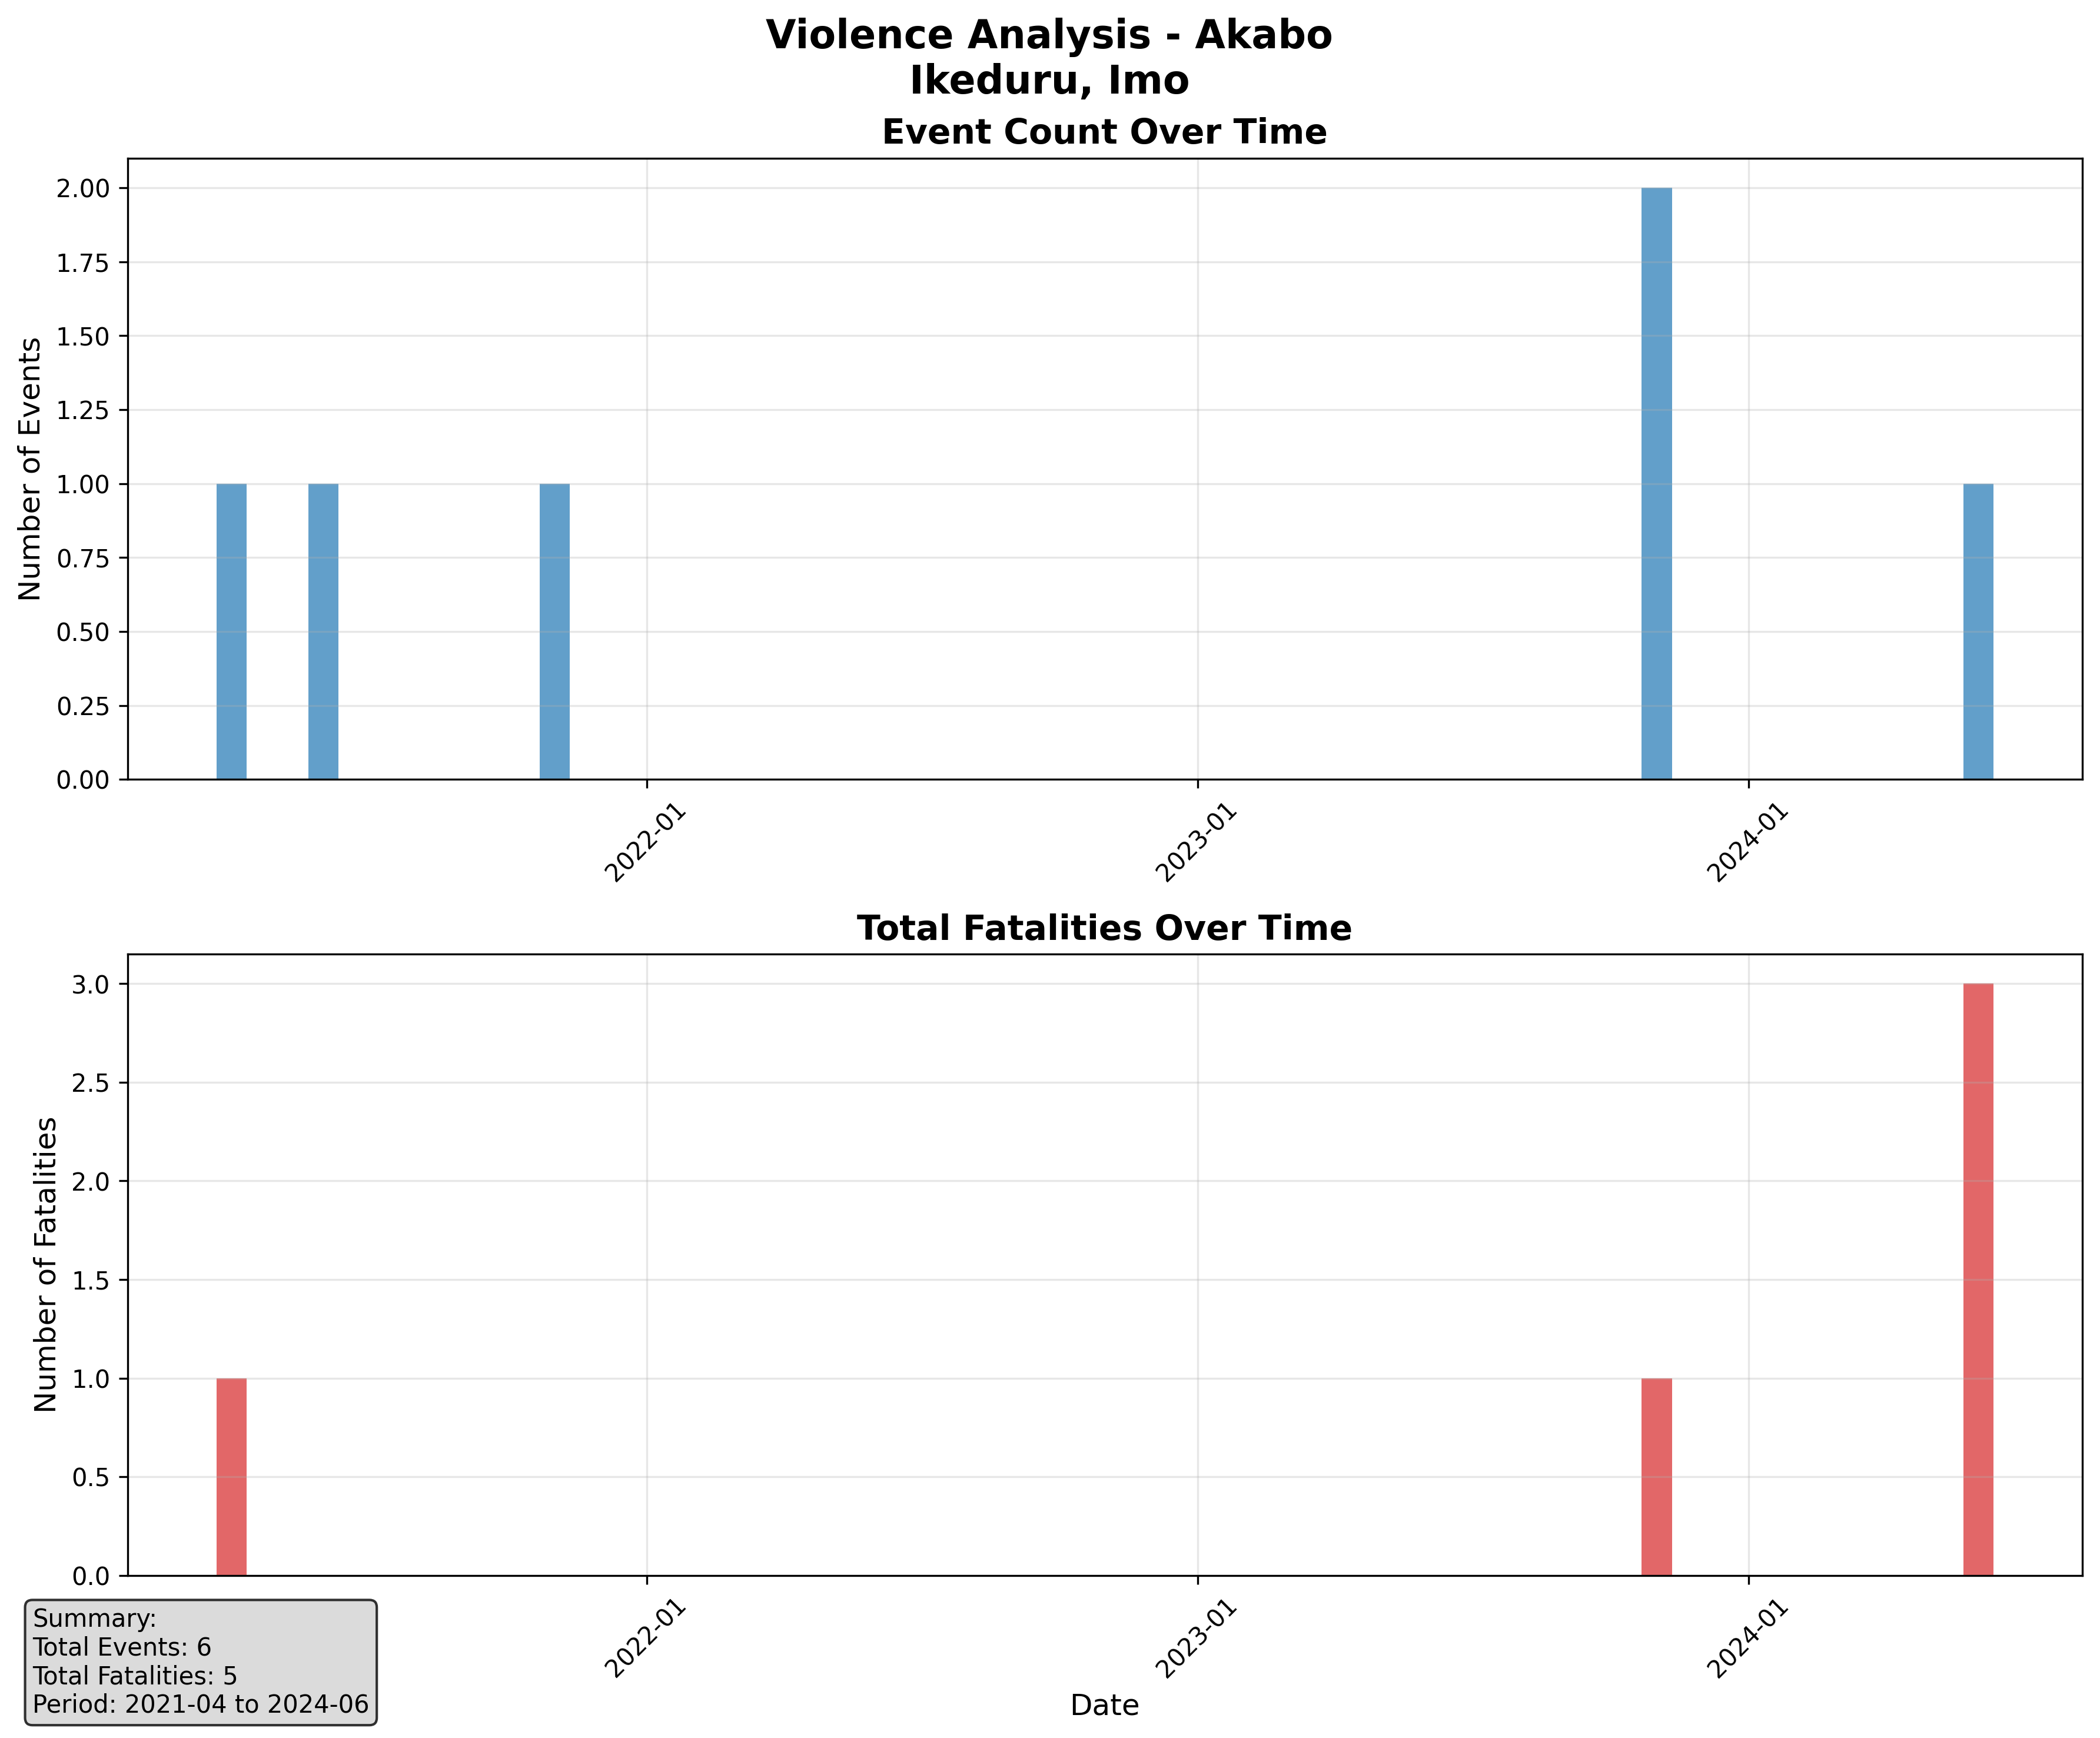 Violence Analysis - Akabo
Ikeduru, Imo
Event Count Over Time
Number of Events
2.00
1.75
1.50
1.25
1.00
0.75
0.50
0.25
0.00
2022-01
2023-01
2024-01
Total Fatalities Over Time
Number of Fatalities
3.0
2.5
2.0
1.5
1.0
0.5
0.0
2022-01
2023-01
2024-01
Date
Summary:
Total Events: 6
Total Fatalities: 5
Period: 2021-04 to 2024-06